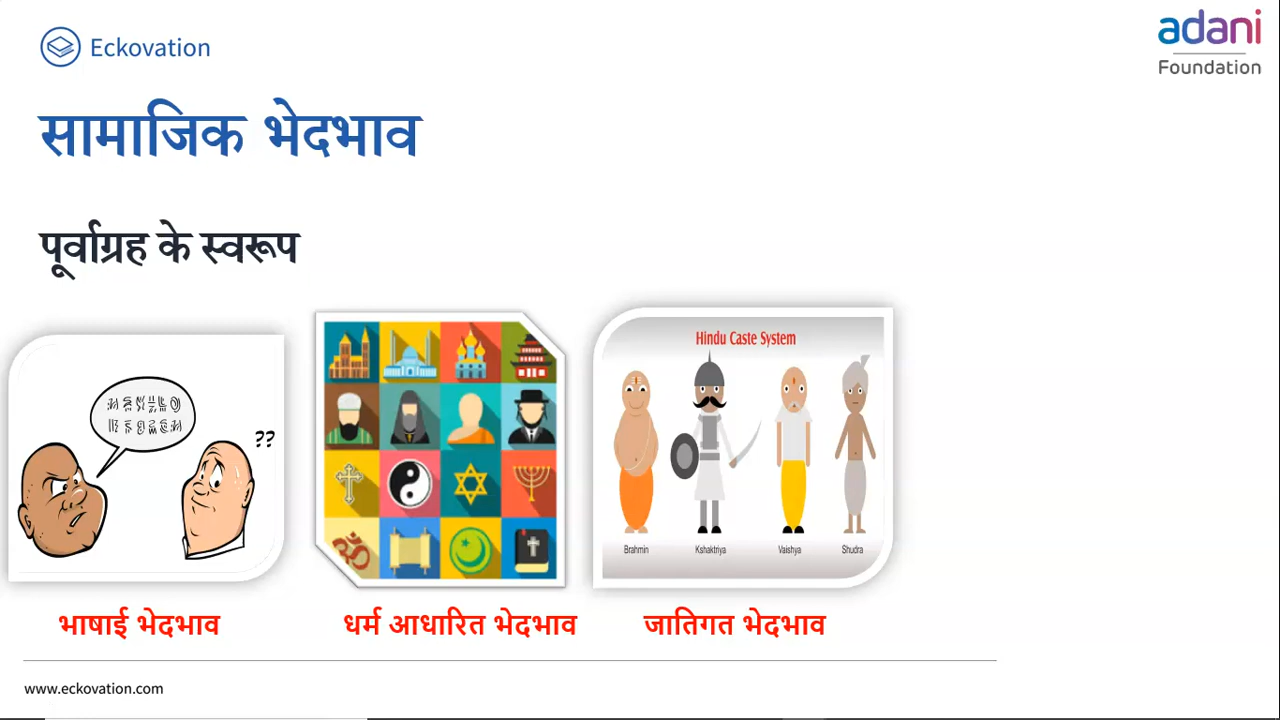 Eckovation
adani
Foundation
सामाजिक भेदभाव
पूर्वाग्रह के स्वरूप
??
Hindu Caste System
Brahmin
Kshaktriya
Vaishya
Shudra
भाषाई भेदभाव
धर्म आधारित भेदभाव
जातिगत भेदभाव
www.eckovation.com